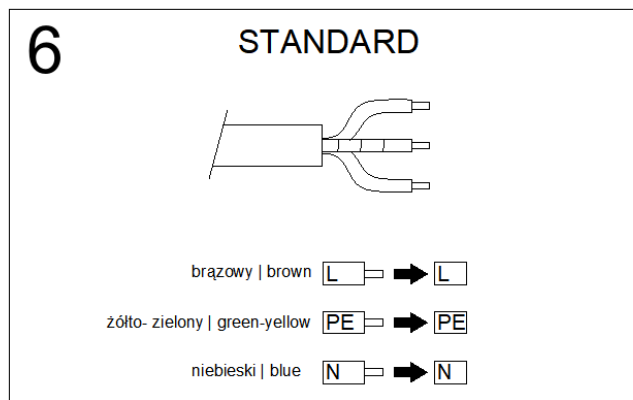 6
STANDARD
brązowy | brown L L
żółto- zielony | green-yellow PE PE
niebieski | blue N N